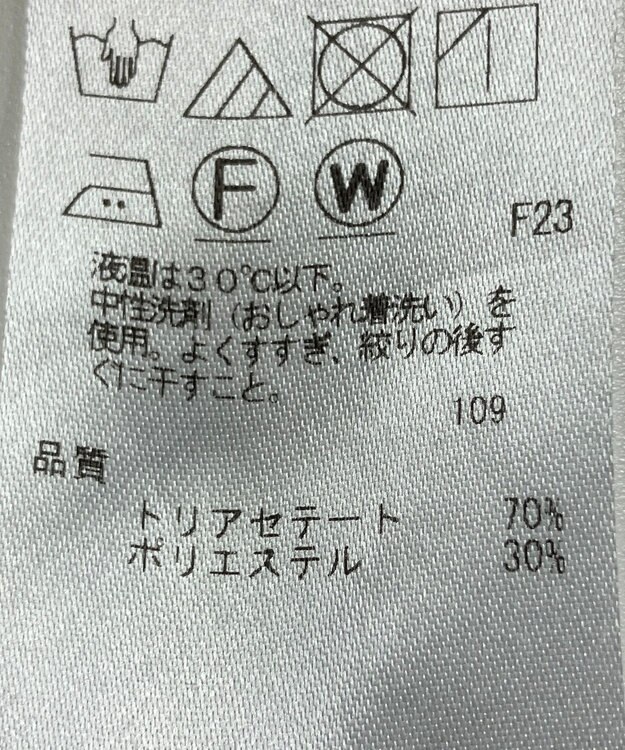 F
W
F23
液温は30℃以下。
中性洗剤（おしゃれ着洗い）を
使用。よくすすぎ、絞りの後す
ぐに干すこと。
109
品質
トリアセテート 70%
ポリエステル 30%